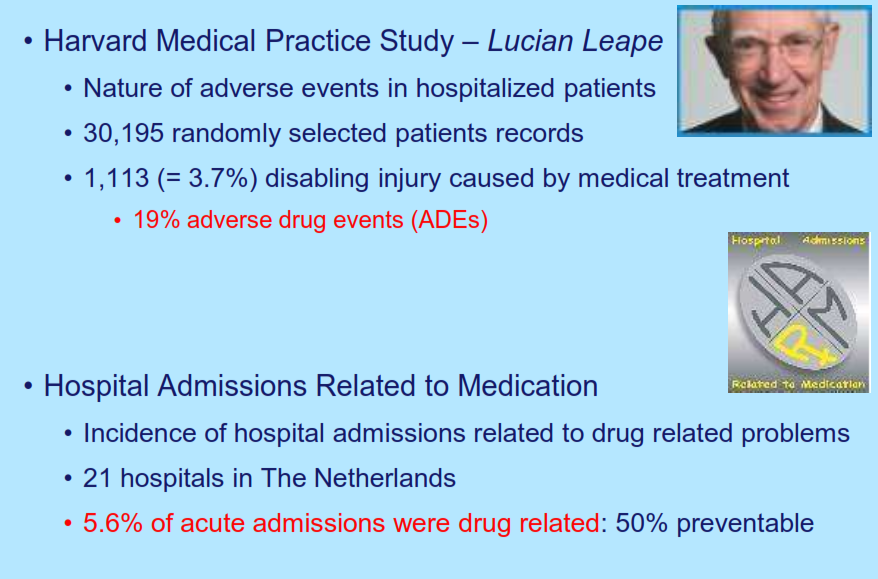 • Harvard Medical Practice Study – Lucian Leape
• Nature of adverse events in hospitalized patients
• 30,195 randomly selected patients records
• 1,113 (= 3.7%) disabling injury caused by medical treatment
• 19% adverse drug events (ADEs)
Hospital Admissions
H A R M
Related to Medication
• Hospital Admissions Related to Medication
• Incidence of hospital admissions related to drug related problems
• 21 hospitals in The Netherlands
• 5.6% of acute admissions were drug related: 50% preventable